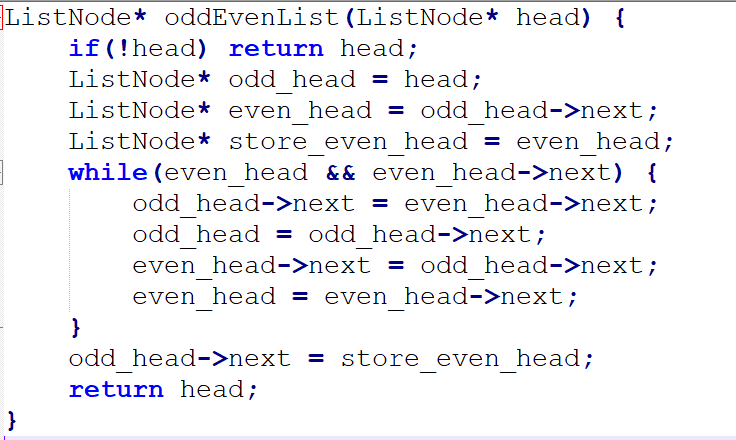 ListNode* oddEvenList(ListNode* head) {
    if(!head) return head;
    ListNode* odd_head = head;
    ListNode* even_head = odd_head->next;
    ListNode* store_even_head = even_head;
    while(even_head && even_head->next) {
        odd_head->next = even_head->next;
        odd_head = odd_head->next;
        even_head->next = odd_head->next;
        even_head = even_head->next;
    }
    odd_head->next = store_even_head;
    return head;
}